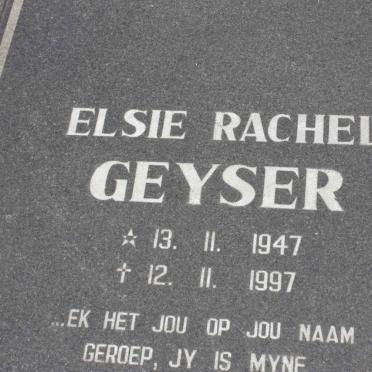 ELSIE RACHEL
GEYSER
☆ 13. 11. 1947
† 12. 11. 1997
...EK HET JOU OP JOU NAAM
GEROEP, JY IS MYNE